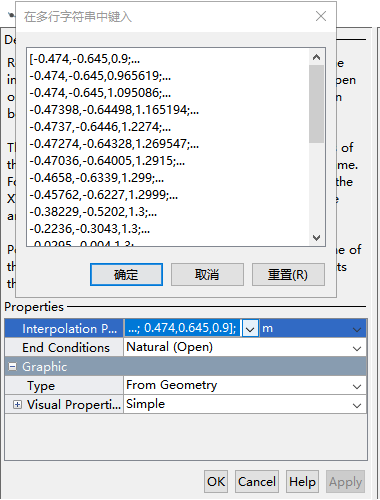 在多行字符串中键入
De
[-0.474,-0.645,0.9;...
-0.474,-0.645,0.965619;...
-0.474,-0.645,1.095086;...
-0.47398,-0.64498,1.165194;...
-0.4737,-0.6446,1.2274;...
-0.47274,-0.64328,1.269547;...
-0.47036,-0.64005,1.2915;...
-0.4658,-0.6339,1.299;...
-0.45762,-0.6227,1.2999;...
-0.38229,-0.5202,1.3;...
-0.2236,-0.3043,1.3;...
-0.0295,-0.004,1.3;...
确定
取消
重置(R)
Properties
Interpolation P... ...; 0.474,0.645,0.9]; m
End Conditions Natural (Open)
Graphic
Type From Geometry
Visual Properti... Simple
OK Cancel Help Apply